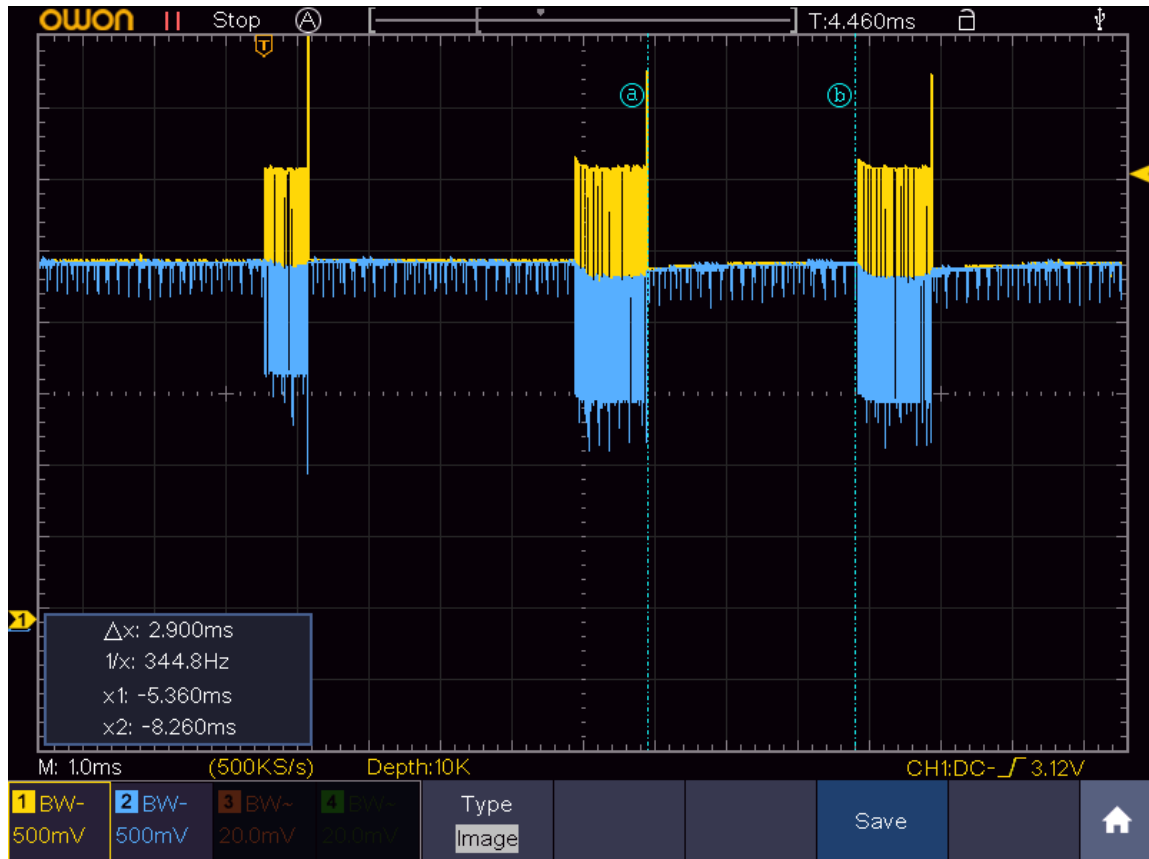 owon Stop A T:4.460ms
T
a b
1
△x: 2.900ms
1/x: 344.8Hz
x1: -5.360ms
x2: -8.260ms
M: 1.0ms (500KS/s) Depth:10K CH1:DC- 3.12V
1 BW- 2 BW- 3 BW~ 4 BW~ Type Save
500mV 500mV 20.0mV 20.0mV Image